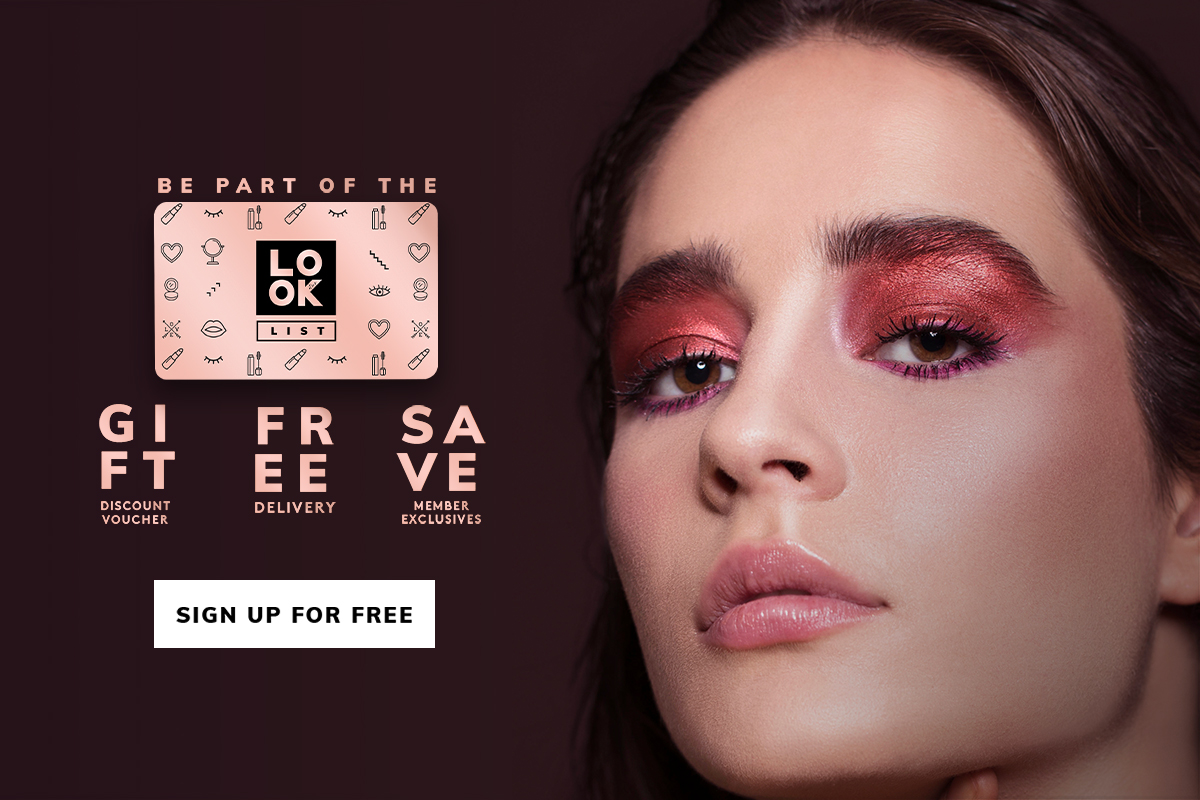 BE PART OF THE
LO
OK
LIST
GI
FT
DISCOUNT
VOUCHER
FR
EE
DELIVERY
SA
VE
MEMBER
EXCLUSIVES
SIGN UP FOR FREE